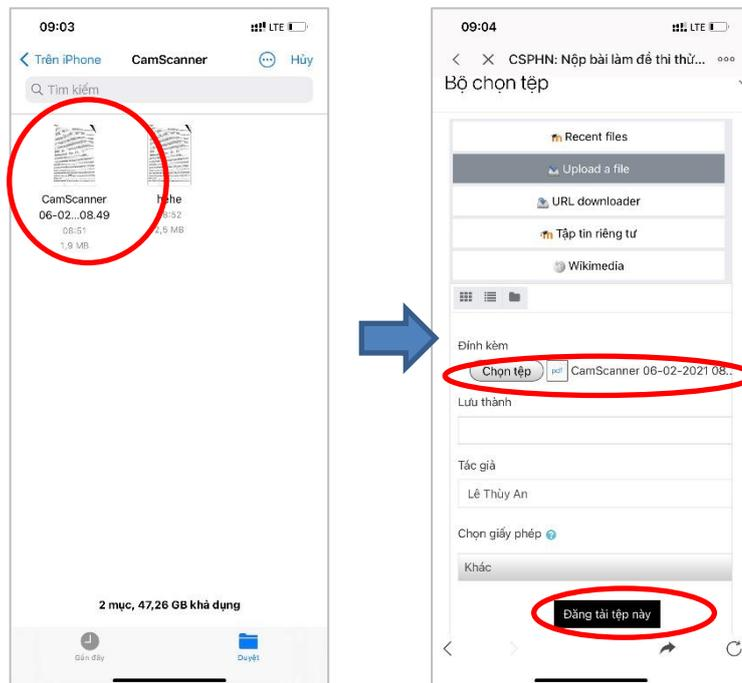 09:03
LTE
Trên iPhone
CamScanner
Hủy
Tìm kiếm
CamScanner
06-02...08.49
08:51
1,9 MB
hehe
08:52
2,5 MB
2 mục, 47,26 GB khả dụng
Gần đây
Duyệt
09:04
LTE
CSPHN: Nộp bài làm đề thi thử...
Bộ chọn tệp
Recent files
Upload a file
URL downloader
Tập tin riêng tư
Wikimedia
Đính kèm
Chọn tệp
pdf
CamScanner 06-02-2021 08...
Lưu thành
Tác giả
Lê Thùy An
Chọn giấy phép
Khác
Đăng tải tệp này